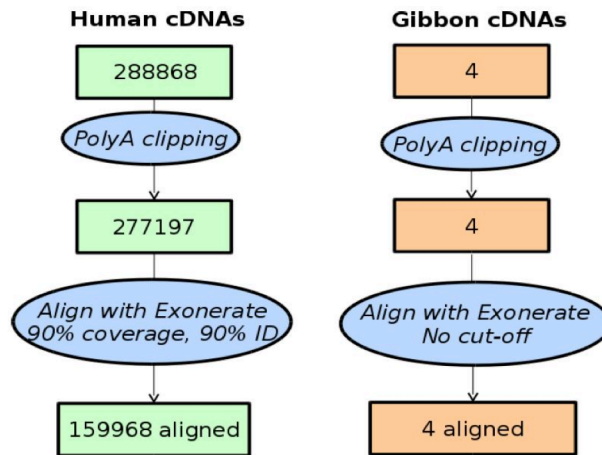 Human cDNAs
288868
PolyA clipping
277197
Align with Exonerate
90% coverage, 90% ID
159968 aligned
Gibbon cDNAs
4
PolyA clipping
4
Align with Exonerate
No cut-off
4 aligned